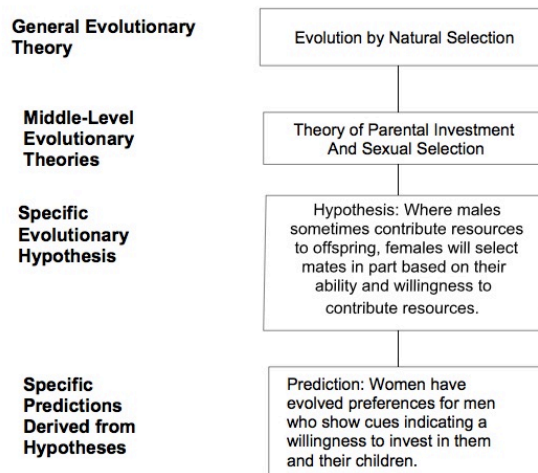 General Evolutionary
Theory
Evolution by Natural Selection
Middle-Level
Evolutionary
Theories
Theory of Parental Investment
And Sexual Selection
Specific
Evolutionary
Hypothesis
Hypothesis: Where males
sometimes contribute resources
to offspring, females will select
mates in part based on their
ability and willingness to
contribute resources.
Specific
Predictions
Derived from
Hypotheses
Prediction: Women have
evolved preferences for men
who show cues indicating a
willingness to invest in them
and their children.